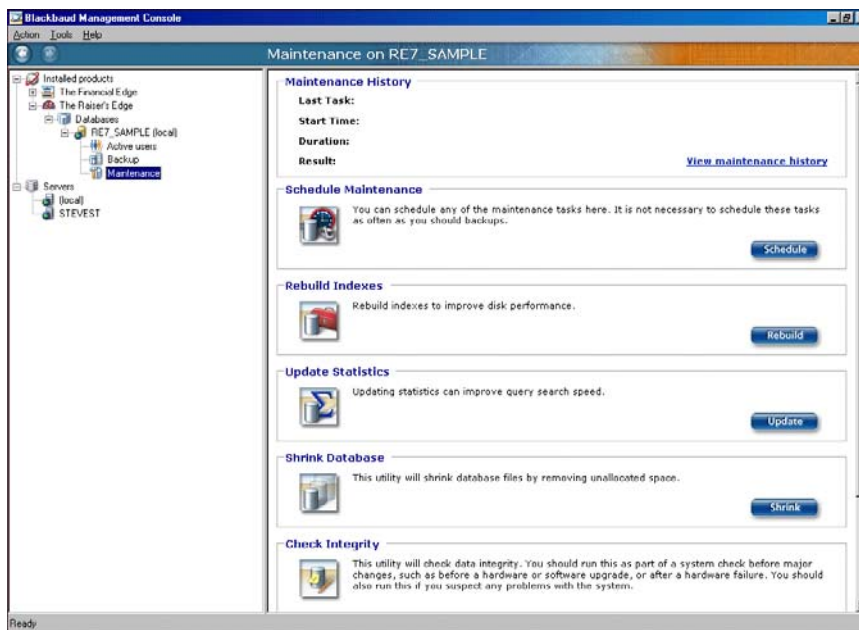 Blackbaud Management Console
Action Tools Help
Maintenance on RE7_SAMPLE
Installed products
The Financial Edge
The Raiser's Edge
Databases
RE7_SAMPLE (local)
Active users
Backup
Maintenance
Servers
(local)
STEVEST
Maintenance History
Last Task:
Start Time:
Duration:
Result:
View maintenance history
Schedule Maintenance
You can schedule any of the maintenance tasks here. It is not necessary to schedule these tasks
as often as you should backups.
Schedule
Rebuild Indexes
Rebuild indexes to improve disk performance.
Rebuild
Update Statistics
Updating statistics can improve query search speed.
Update
Shrink Database
This utility will shrink database files by removing unallocated space.
Shrink
Check Integrity
This utility will check data integrity. You should run this as part of a system check before major
changes, such as before a hardware or software upgrade, or after a hardware failure. You should
also run this if you suspect any problems with the system.
Ready